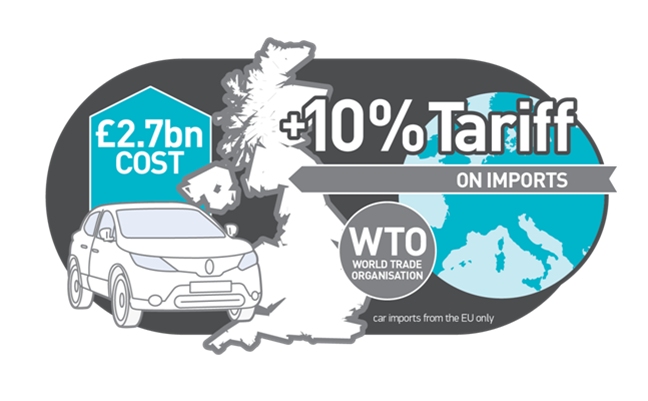 £2.7bn
COST
+10% Tariff
ON IMPORTS
WTO
WORLD TRADE
ORGANISATION
car imports from the EU only